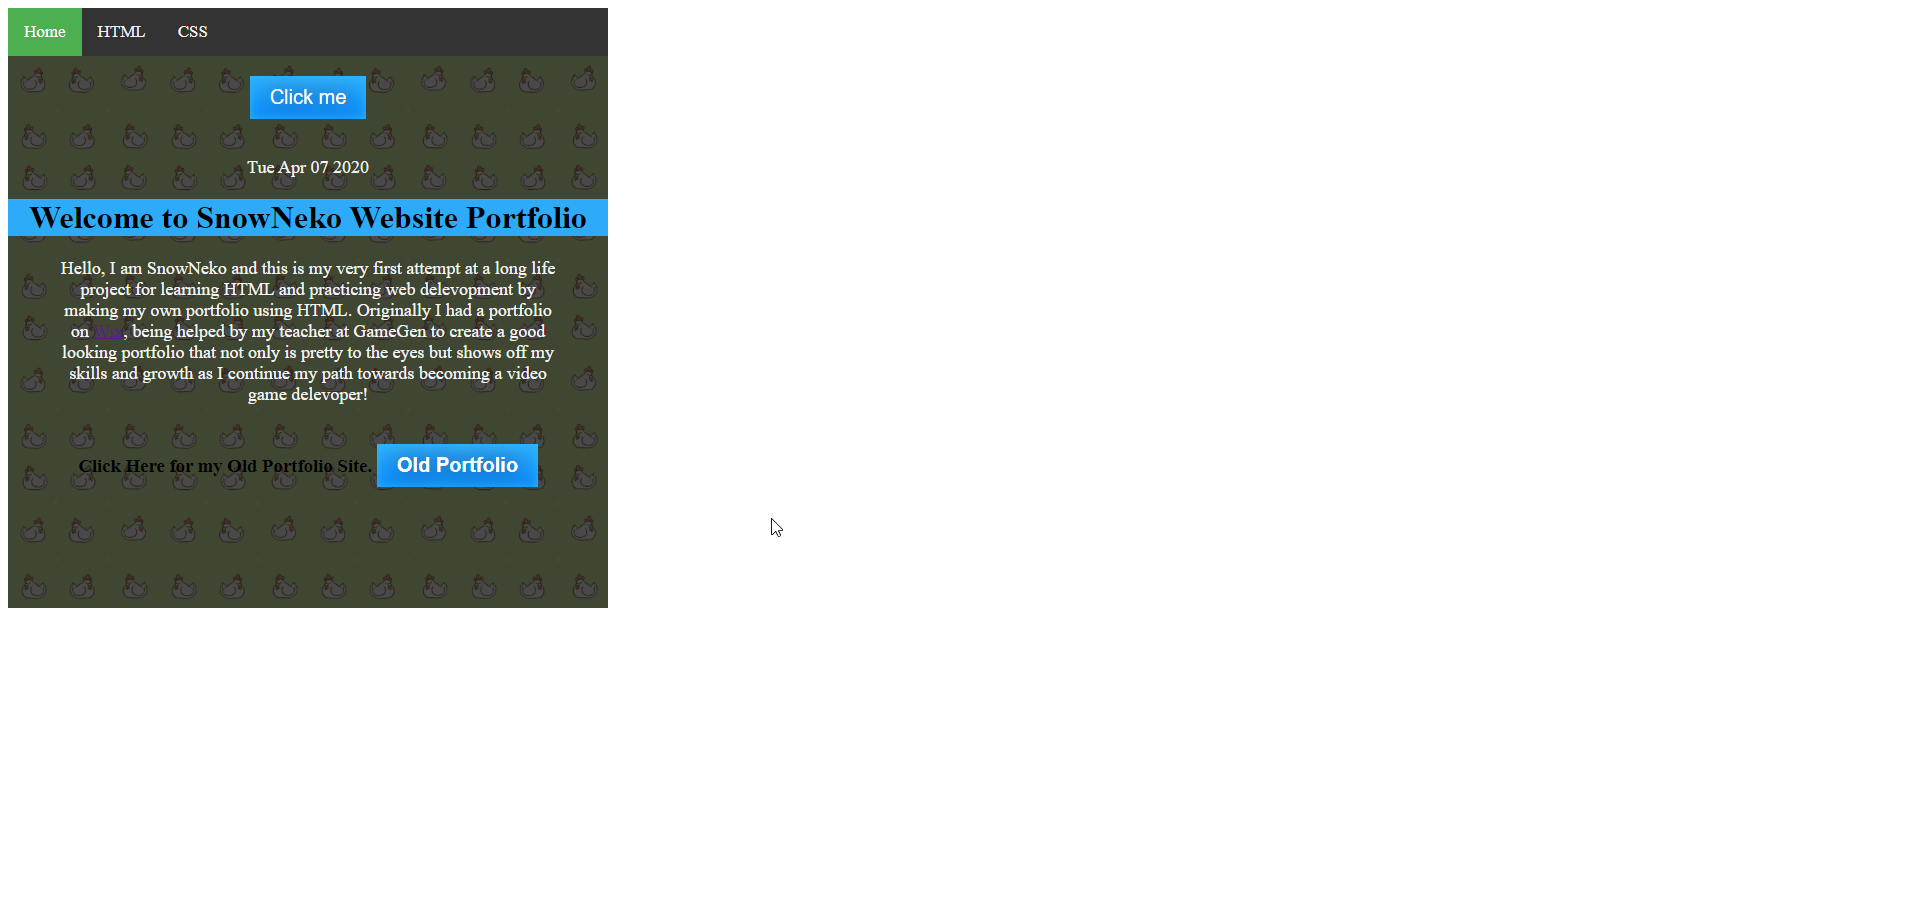 Home HTML CSS
Click me
Tue Apr 07 2020
Welcome to SnowNeko Website Portfolio
Hello, I am SnowNeko and this is my very first attempt at a long life
project for learning HTML and practicing web delevopment by
making my own portfolio using HTML. Originally I had a portfolio
on Wix, being helped by my teacher at GameGen to create a good
looking portfolio that not only is pretty to the eyes but shows off my
skills and growth as I continue my path towards becoming a video
game delevoper!
Click Here for my Old Portfolio Site. Old Portfolio